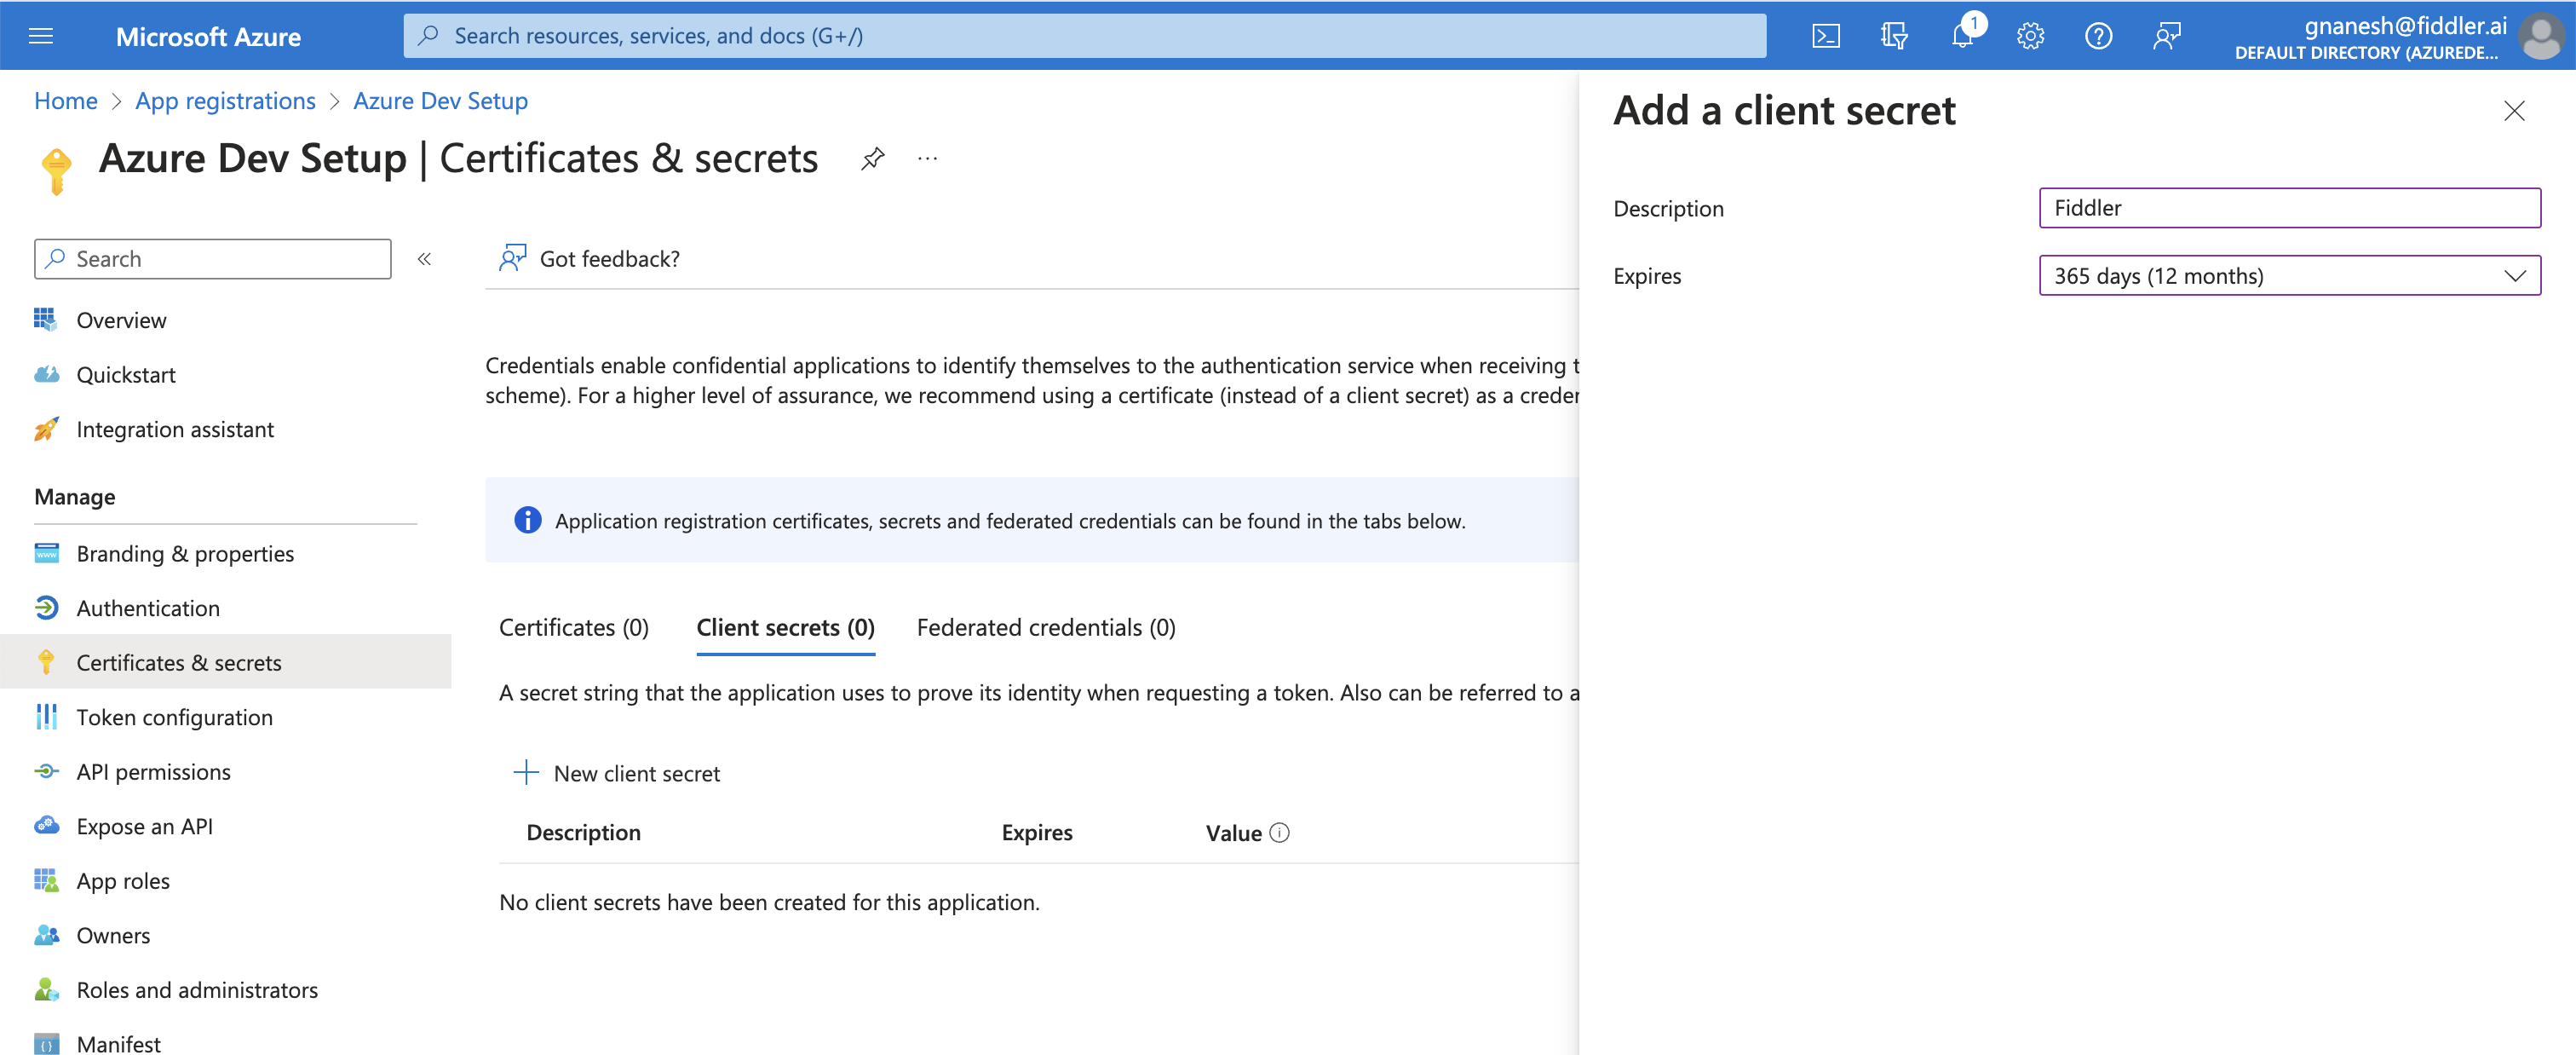 Microsoft Azure
Search resources, services, and docs (G+/)
1
gnanesh@fiddler.ai
DEFAULT DIRECTORY (AZUREDE...
Home > App registrations > Azure Dev Setup
Azure Dev Setup | Certificates & secrets
...
Search
«
Overview
Quickstart
Integration assistant
Manage
Branding & properties
Authentication
Certificates & secrets
Token configuration
API permissions
Expose an API
App roles
Owners
Roles and administrators
Manifest
Got feedback?
Credentials enable confidential applications to identify themselves to the authentication service when receiving t
scheme). For a higher level of assurance, we recommend using a certificate (instead of a client secret) as a creder
Application registration certificates, secrets and federated credentials can be found in the tabs below.
Certificates (0) Client secrets (0) Federated credentials (0)
A secret string that the application uses to prove its identity when requesting a token. Also can be referred to a
New client secret
Description Expires Value
No client secrets have been created for this application.
Add a client secret
Description Fiddler
Expires 365 days (12 months)